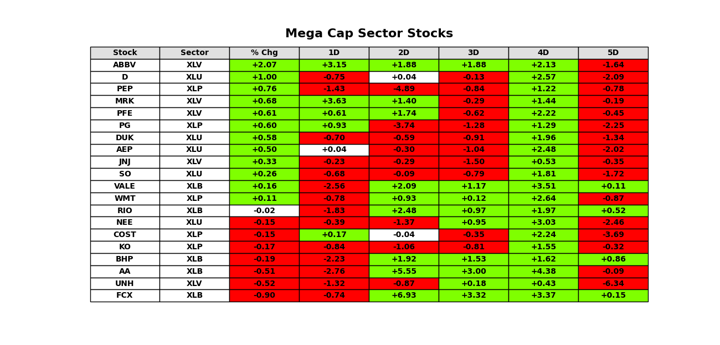 Mega Cap Sector Stocks
Stock Sector % Chg 1D 2D 3D 4D 5D
ABBV XLV +2.07 +3.15 +1.88 +1.88 +2.13 -1.64
D XLU +1.00 -0.75 +0.04 -0.13 +2.57 -2.09
PEP XLP +0.76 -1.43 -4.89 -0.84 +1.22 -0.78
MRK XLV +0.68 +3.63 +1.40 -0.29 +1.44 -0.19
PFE XLV +0.61 +0.61 +1.74 -0.62 +2.22 -0.45
PG XLP +0.60 +0.93 -3.74 -1.26 +1.29 -2.25
DUK XLU +0.58 -0.70 -0.59 -0.91 +1.96 -1.34
AEP XLU +0.50 +0.04 -0.30 -1.04 +2.48 -2.02
JNJ XLV +0.33 -0.23 -0.29 -1.50 +0.53 -0.35
SO XLU +0.26 -0.68 -0.09 -0.79 +1.81 -1.72
VALE XLB +0.16 -2.56 +2.09 +1.17 +3.51 +0.11
WMT XLP +0.11 -0.78 +0.93 +0.12 +2.64 -0.67
RIO XLB -0.02 -1.83 +2.48 +0.97 +1.97 +0.52
NEE XLU -0.15 -0.39 -1.37 +0.95 +3.03 -2.46
COST XLP -0.15 +0.17 -0.04 -0.35 +2.24 -3.69
KO XLP -0.17 -0.84 -1.06 -0.81 +1.55 -0.32
BHP XLB -0.19 -2.23 +1.92 +1.53 +1.62 +0.86
AA XLB -0.51 -2.76 +5.55 +3.00 +4.38 -0.09
UNH XLV -0.52 -1.32 -0.87 +0.18 +0.43 -6.34
FCX XLB -0.90 -0.74 +6.93 +3.32 +3.37 +0.15